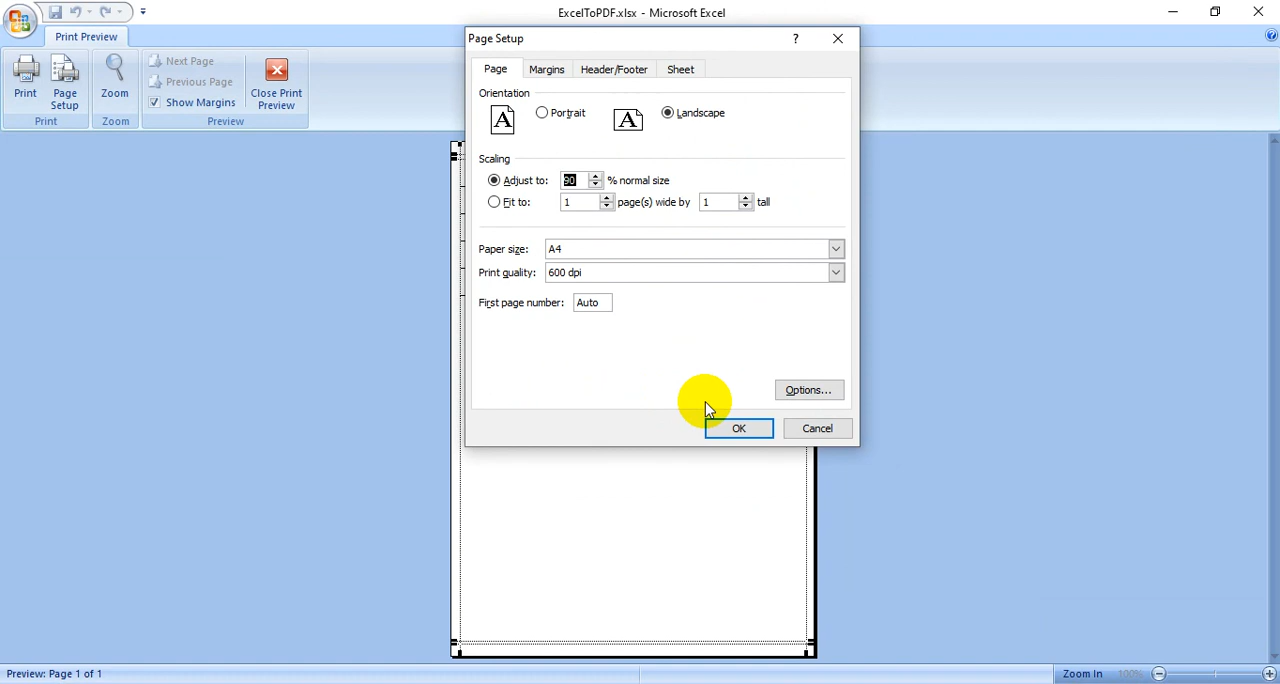 ExcelToPDF.xlsx - Microsoft Excel
Print Preview
Print
Page Setup
Zoom
Next Page
Previous Page
Show Margins
Close Print Preview
Print
Zoom
Preview
Page Setup
?
Page Margins Header/Footer Sheet
Orientation
A Portrait A Landscape
Scaling
Adjust to: 90 % normal size
Fit to: 1 page(s) wide by 1 tall
Paper size: A4
Print quality: 600 dpi
First page number: Auto
Options...
OK Cancel
Preview: Page 1 of 1
Zoom In 100%